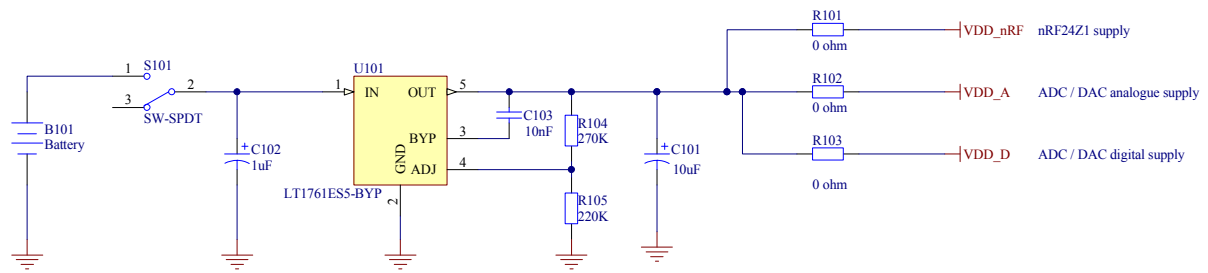 R101
VDD_nRF nRF24Z1 supply
0 ohm
1 S101
2
3
SW-SPDT
B101
Battery
C102
1uF
U101
1 IN OUT 5
BYP 3
GND ADJ 4
2
LT1761ES5-BYP
C103
10nF
R104
270K
R105
220K
C101
10uF
R102
VDD_A ADC / DAC analogue supply
0 ohm
R103
VDD_D ADC / DAC digital supply
0 ohm